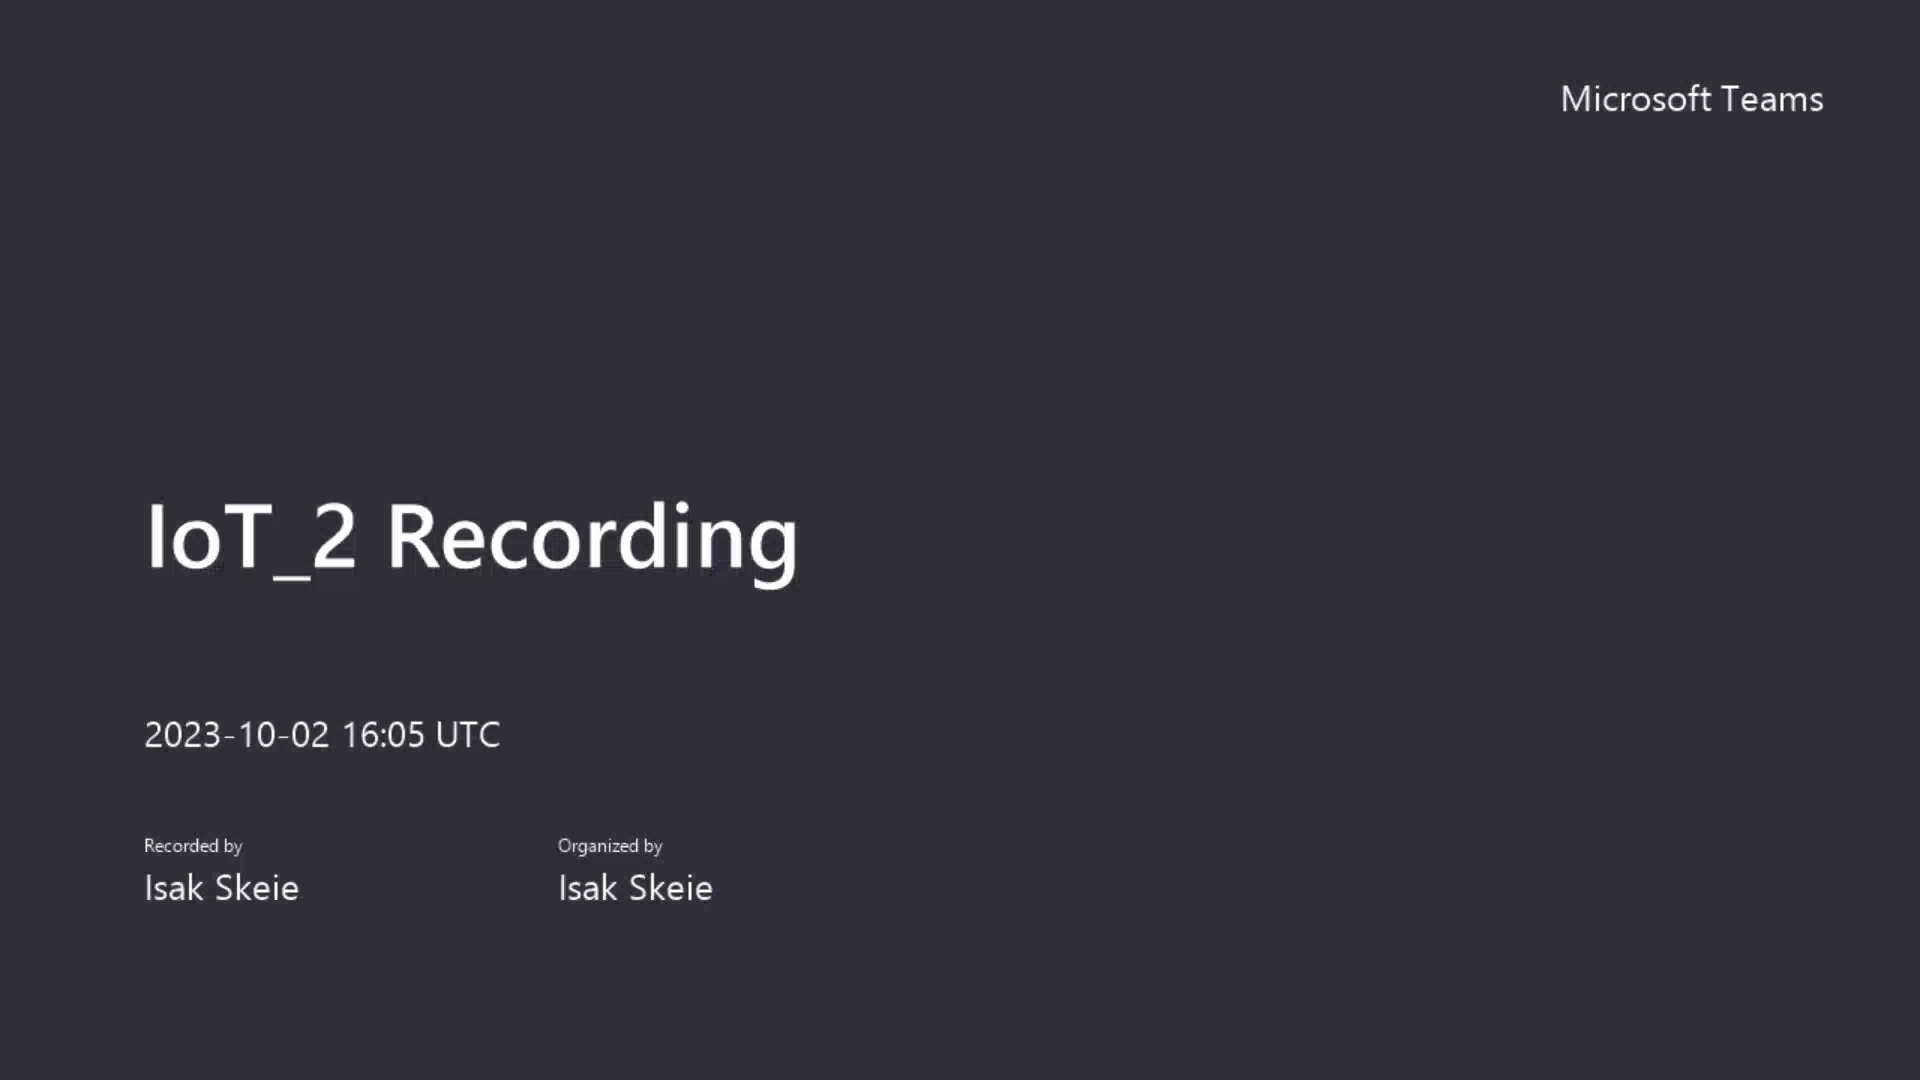 Microsoft Teams
IoT_2 Recording
2023-10-02 16:05 UTC
Recorded by
Isak Skeie
Organized by
Isak Skeie